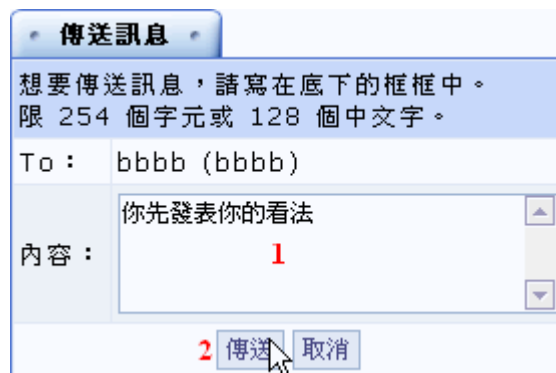 • 傳送訊息 •
想要傳送訊息，請寫在底下的框框中。
限 254 個字元或 128 個中文字。
To： bbbb (bbbb)
內容： 你先發表你的看法
1
2 傳送 取消